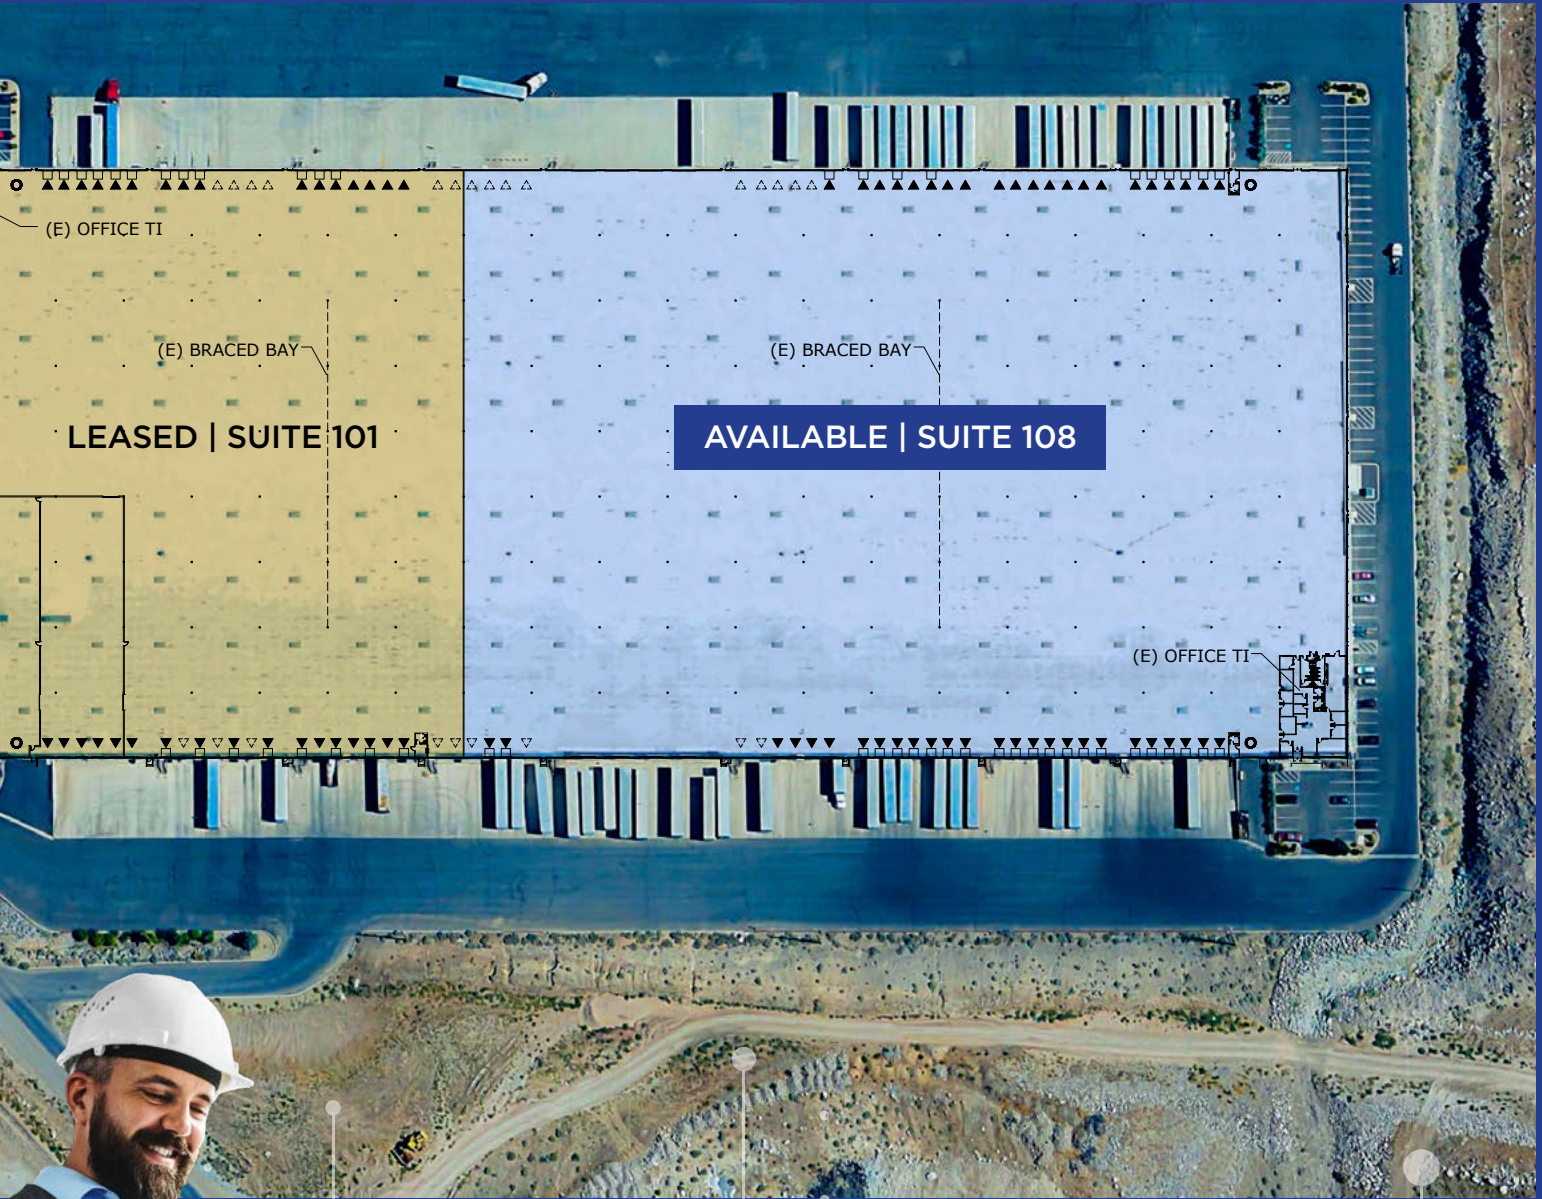 (E) OFFICE TI
(E) BRACED BAY
(E) BRACED BAY
LEASED | SUITE 101
AVAILABLE | SUITE 108
(E) OFFICE TI